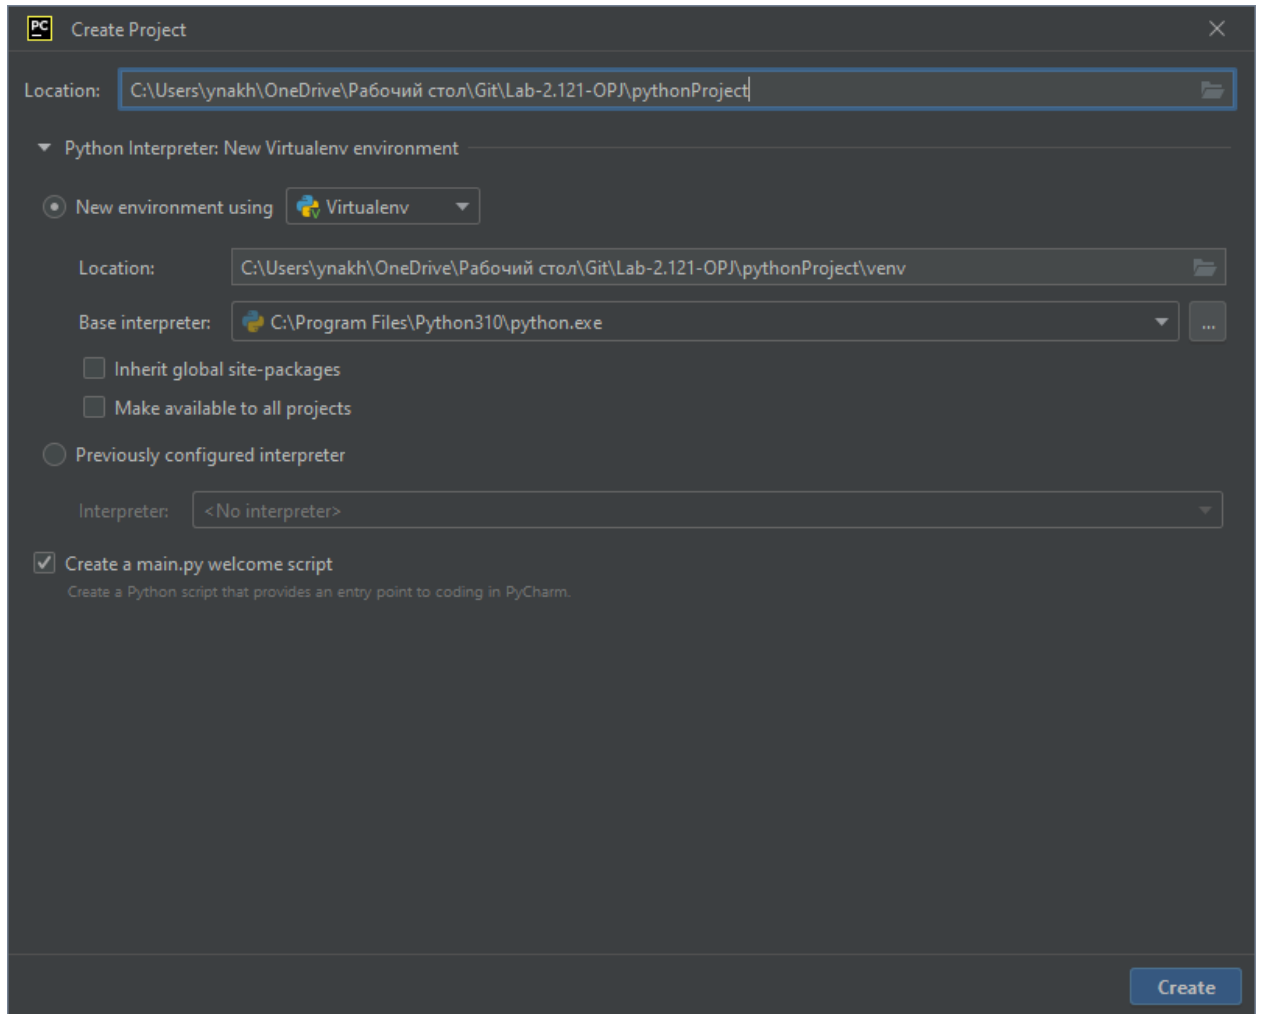 PC Create Project
Location: C:\Users\ynakh\OneDrive\Рабочий стол\Git\Lab-2.121-OPJ\pythonProject
Python Interpreter: New Virtualenv environment
New environment using Virtualenv
Location: C:\Users\ynakh\OneDrive\Рабочий стол\Git\Lab-2.121-OPJ\pythonProject\venv
Base interpreter: C:\Program Files\Python310\python.exe ...
Inherit global site-packages
Make available to all projects
Previously configured interpreter
Interpreter: <No interpreter>
Create a main.py welcome script
Create a Python script that provides an entry point to coding in PyCharm.
Create